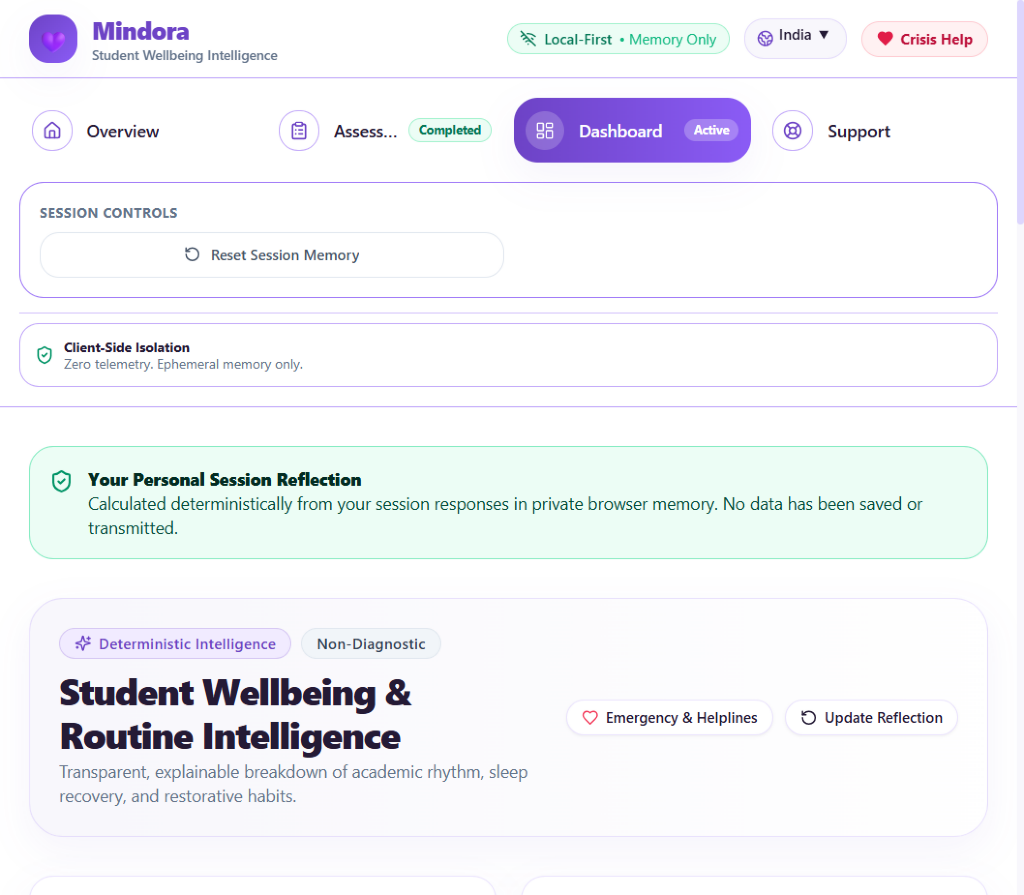 Mindora
Student Wellbeing Intelligence
Local-First • Memory Only
India ▼
Crisis Help
Overview
Assess... Completed
Dashboard Active
Support
SESSION CONTROLS
Reset Session Memory
Client-Side Isolation
Zero telemetry. Ephemeral memory only.
Your Personal Session Reflection
Calculated deterministically from your session responses in private browser memory. No data has been saved or
transmitted.
Deterministic Intelligence
Non-Diagnostic
Student Wellbeing &
Routine Intelligence
Transparent, explainable breakdown of academic rhythm, sleep
recovery, and restorative habits.
Emergency & Helplines
Update Reflection